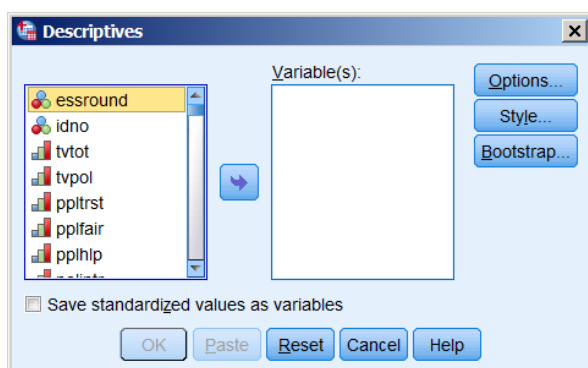 Descriptives
Variable(s):
essround
idno
tvtot
tvpol
ppltrst
pplfair
pplhlp
Options...
Style...
Bootstrap...
Save standardized values as variables
OK Paste Reset Cancel Help